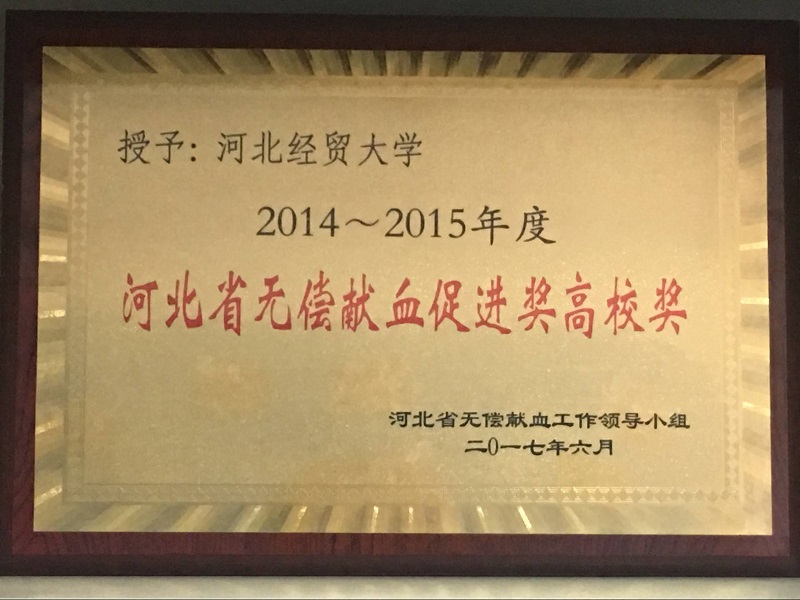 授予：河北经贸大学
2014～2015年度
河北省无偿献血促进奖高校奖
河北省无偿献血工作领导小组
二0一七年六月